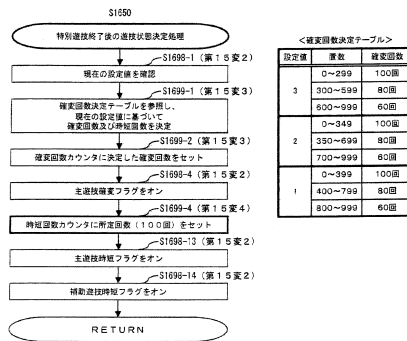 S1650
特別遊技終了後の遊技状態決定処理
S1698-1（第15変2）
現在の設定値を確認
S1699-1（第15変3）
確変回数決定テーブルを参照し、
現在の設定値に基づいて
確変回数及び時短回数を決定
S1699-2（第15変3）
確変回数カウンタに決定した確変回数をセット
S1698-4（第15変2）
主遊技確変フラグをオン
S1699-4（第15変4）
時短回数カウンタに所定回数（100回）をセット
S1698-13（第15変2）
主遊技時短フラグをオン
S1698-14（第15変2）
補助遊技時短フラグをオン
RETURN
＜確変回数決定テーブル＞
設定値 置数 確変回数
3 0～299 100回
300～599 80回
600～999 60回
2 0～349 100回
350～699 80回
700～999 60回
1 0～399 100回
400～799 80回
800～999 60回